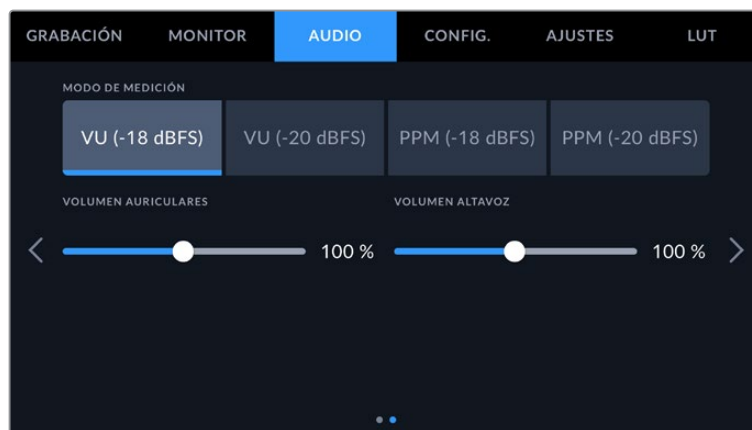 GRABACIÓN MONITOR AUDIO CONFIG. AJUSTES LUT
MODO DE MEDICIÓN
VU (-18 dBFS) VU (-20 dBFS) PPM (-18 dBFS) PPM (-20 dBFS)
VOLUMEN AURICULARES VOLUMEN ALTAVOZ
100 % 100 %